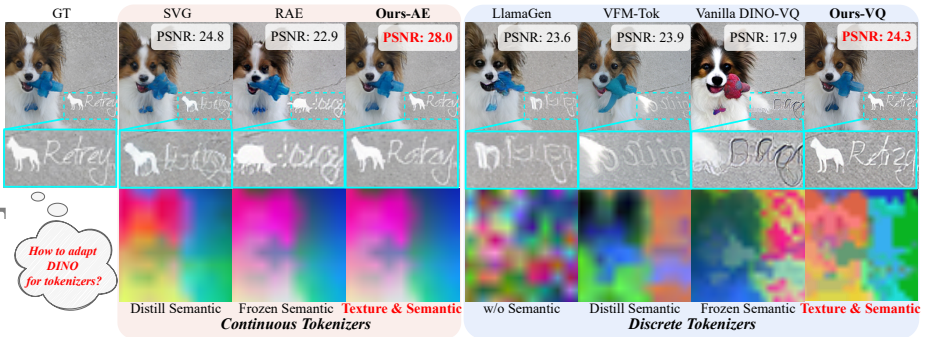 GT
SVG
RAE
Ours-AE
LlamaGen
VFM-Tok
Vanilla DINO-VQ
Ours-VQ
PSNR: 24.8
PSNR: 22.9
PSNR: 28.0
PSNR: 23.6
PSNR: 23.9
PSNR: 17.9
PSNR: 24.3
How to adapt
DINO
for tokenizers?
Distill Semantic
Frozen Semantic
Texture & Semantic
w/o Semantic
Distill Semantic
Frozen Semantic
Texture & Semantic
Continuous Tokenizers
Discrete Tokenizers